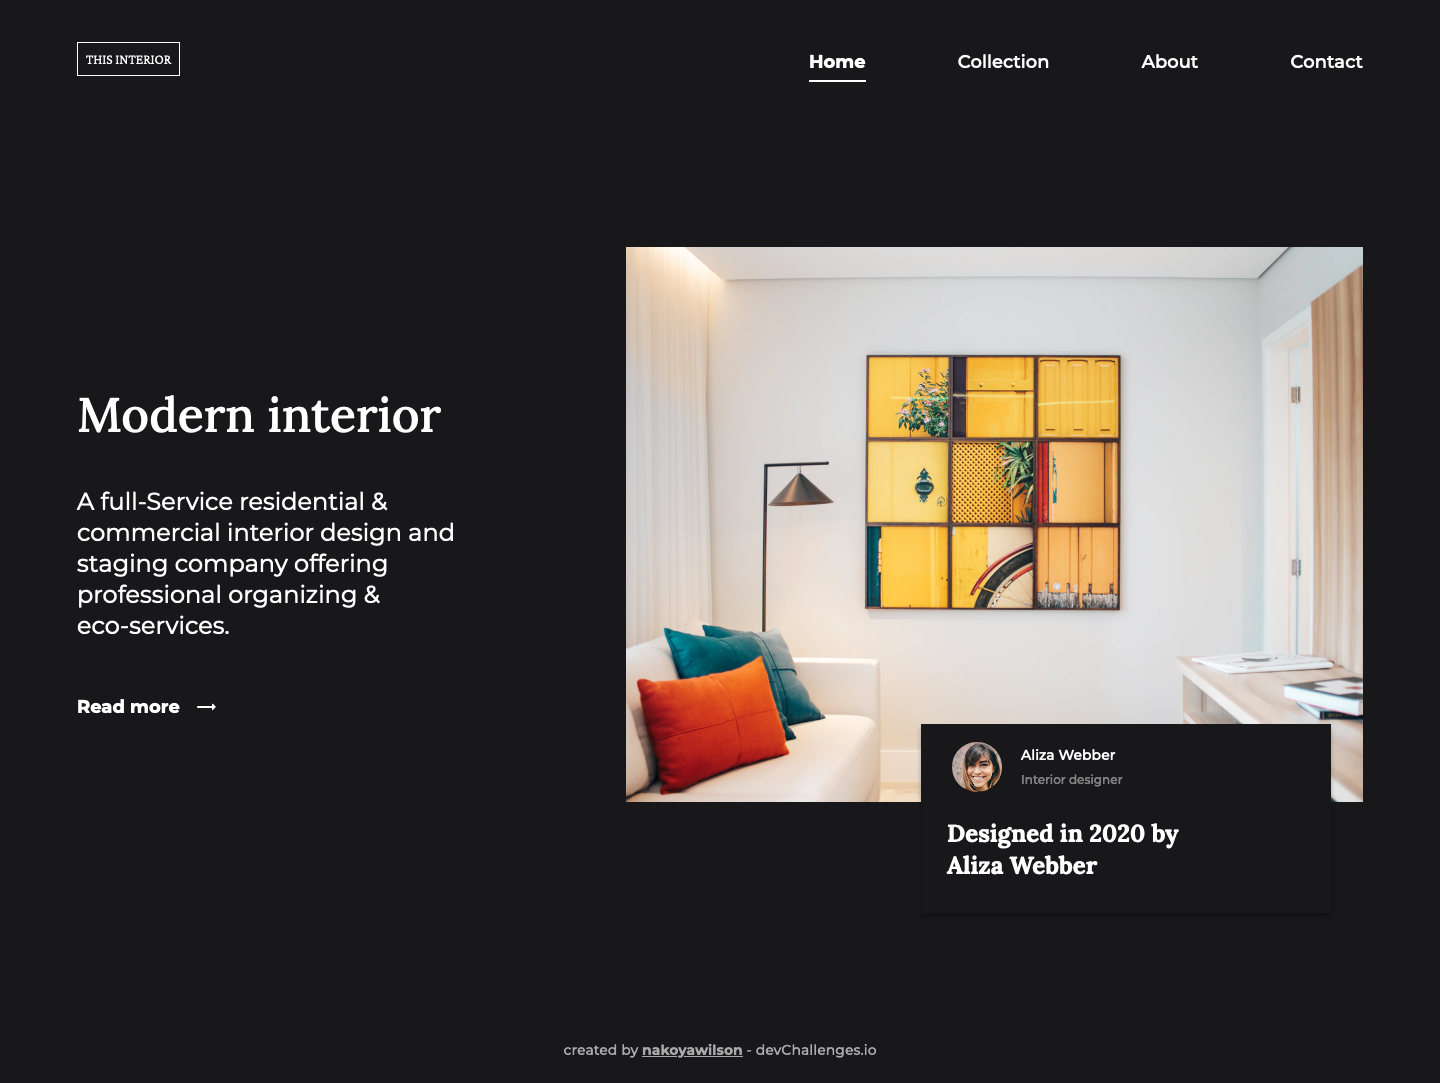 THIS INTERIOR
Home Collection About Contact
Modern interior
A full-Service residential &
commercial interior design and
staging company offering
professional organizing &
eco-services.
Read more
Aliza Webber
Interior designer
Designed in 2020 by
Aliza Webber
created by nakoyawilson - devChallenges.io